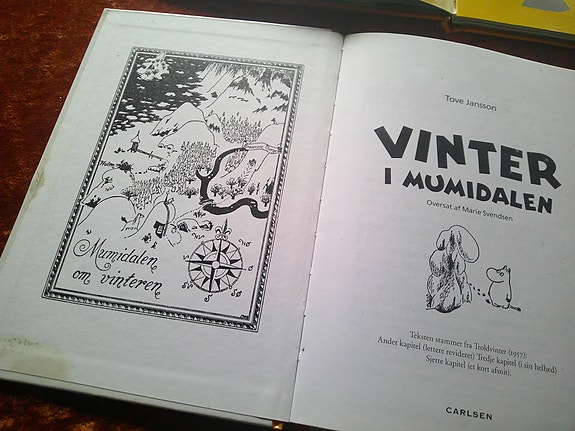 Mumidalen
om vinteren
Tove Jansson
VINTER
I MUMIDALEN
Oversat af Marie Svendsen
Teksten stammer fra Troldvinter (1957):
Andet kapitel (lettere revideret) Tredje kapitel (i sin helhed)
Sjette kapitel (et kort afsnit).
CARLSEN